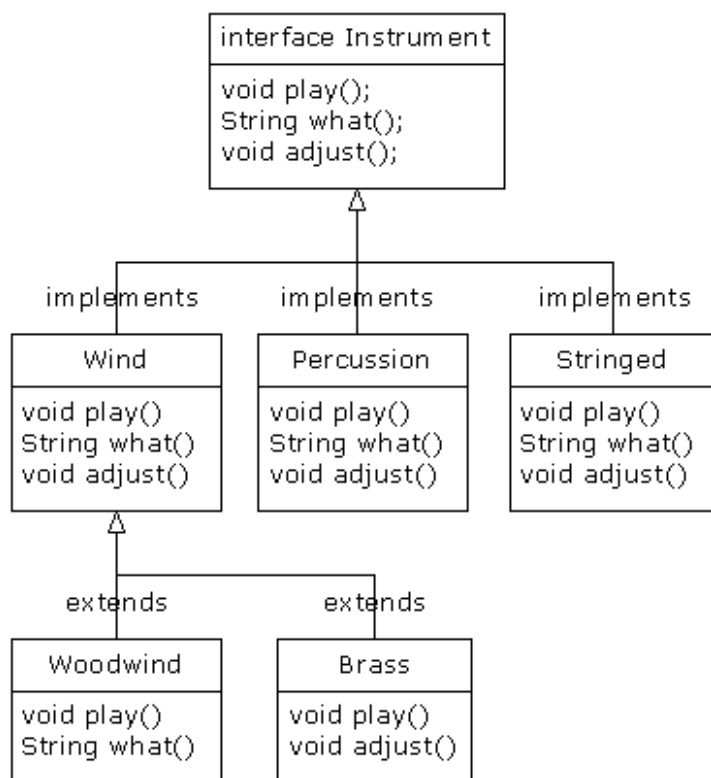 interface Instrument
void play();
String what();
void adjust();
implements
implements
implements
Wind
void play()
String what()
void adjust()
Percussion
void play()
String what()
void adjust()
Stringed
void play()
String what()
void adjust()
extends
extends
Woodwind
void play()
String what()
Brass
void play()
void adjust()